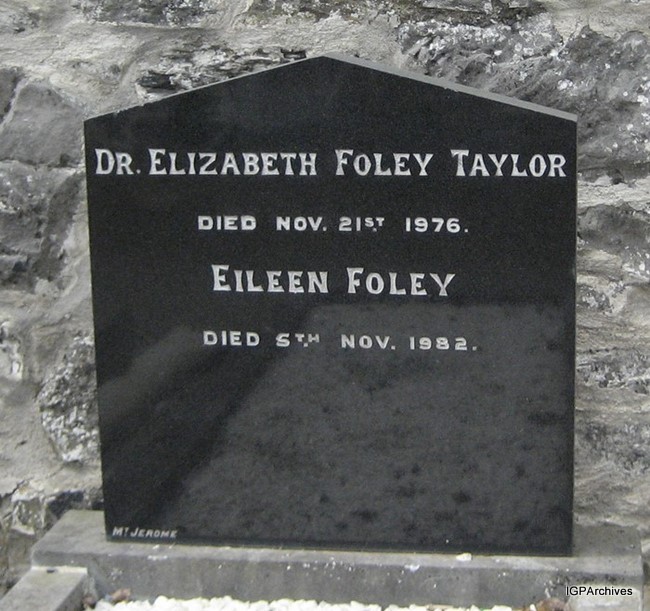 DR. ELIZABETH FOLEY TAYLOR
DIED NOV. 21ST. 1976.
EILEEN FOLEY
DIED 5TH. NOV. 1982.
MT JEROME
IGPArchives